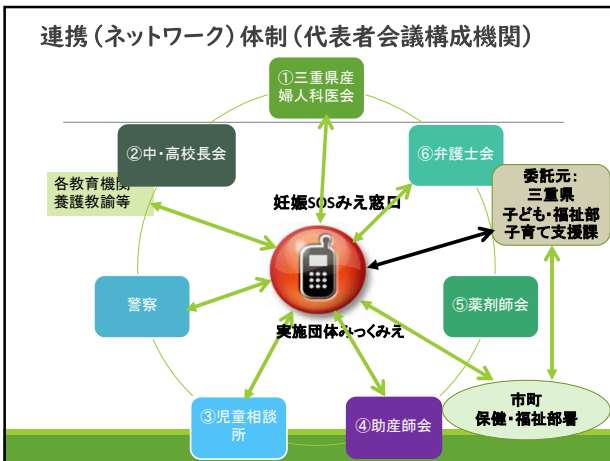 連携(ネットワーク)体制(代表者会議構成機関)
①三重県産
婦人科医会
②中・高校長会
⑥弁護士会
各教育機関
養護教諭等
委託元:
三重県
子ども・福祉部
子育て支援課
妊娠SOSみえ窓口
警察
⑤薬剤師会
実施団体みっくみえ
③児童相談
所
④助産師会
市町
保健・福祉部署